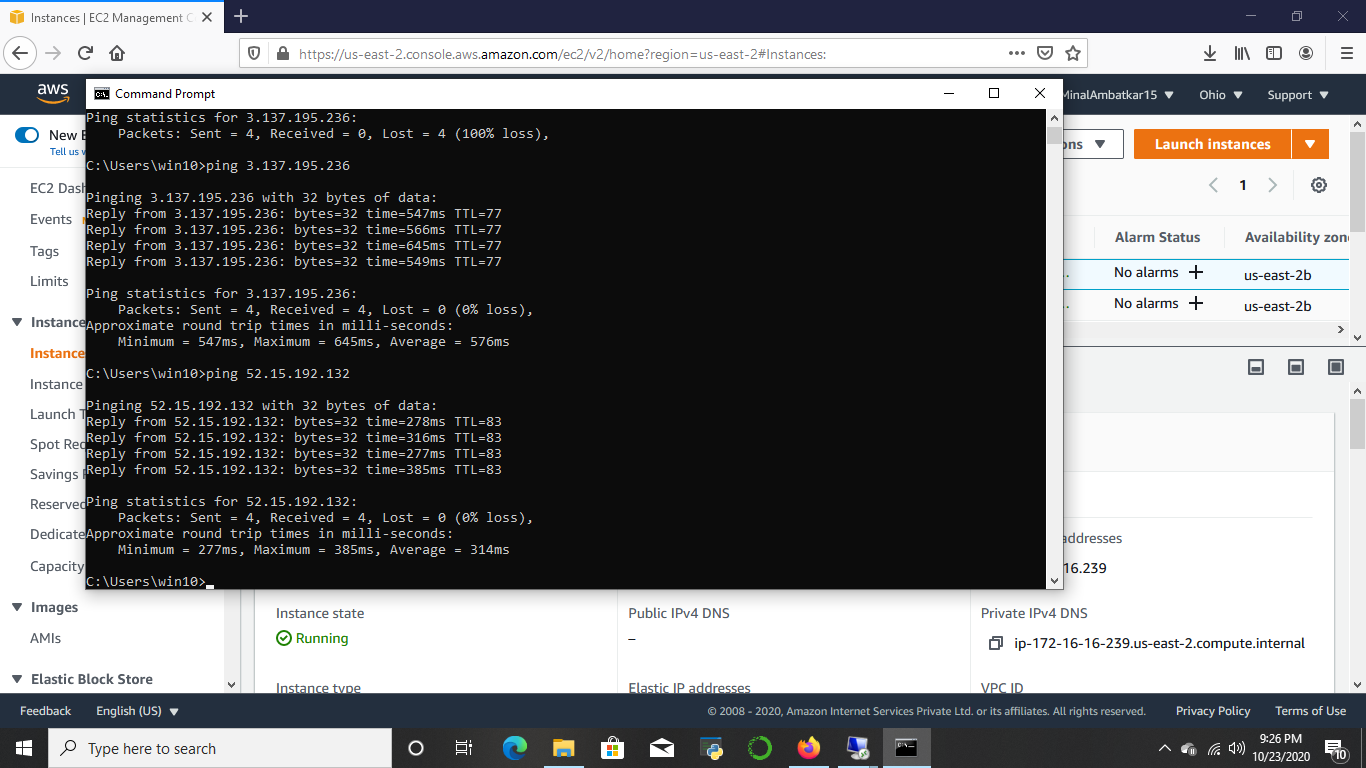 Instances | EC2 Management C
https://us-east-2.console.aws.amazon.com/ec2/v2/home?region=us-east-2#Instances:
aws
MinalAmbatkar15
Ohio
Support
Command Prompt
Ping statistics for 3.137.195.236:
Packets: Sent = 4, Received = 0, Lost = 4 (100% loss),
C:\Users\win10>ping 3.137.195.236
Pinging 3.137.195.236 with 32 bytes of data:
Reply from 3.137.195.236: bytes=32 time=547ms TTL=77
Reply from 3.137.195.236: bytes=32 time=566ms TTL=77
Reply from 3.137.195.236: bytes=32 time=645ms TTL=77
Reply from 3.137.195.236: bytes=32 time=549ms TTL=77
Ping statistics for 3.137.195.236:
Packets: Sent = 4, Received = 4, Lost = 0 (0% loss),
Approximate round trip times in milli-seconds:
Minimum = 547ms, Maximum = 645ms, Average = 576ms
C:\Users\win10>ping 52.15.192.132
Pinging 52.15.192.132 with 32 bytes of data:
Reply from 52.15.192.132: bytes=32 time=278ms TTL=83
Reply from 52.15.192.132: bytes=32 time=316ms TTL=83
Reply from 52.15.192.132: bytes=32 time=277ms TTL=83
Reply from 52.15.192.132: bytes=32 time=385ms TTL=83
Ping statistics for 52.15.192.132:
Packets: Sent = 4, Received = 4, Lost = 0 (0% loss),
Approximate round trip times in milli-seconds:
Minimum = 277ms, Maximum = 385ms, Average = 314ms
C:\Users\win10>
New E
Tell us w
EC2 Dash
Events
Tags
Limits
Instance
Instance
Instance
Launch T
Spot Req
Savings
Reserved
Dedicate
Capacity
Images
AMIs
Elastic Block Store
ons
Launch instances
1
Alarm Status
Availability zon
No alarms +
us-east-2b
No alarms +
us-east-2b
addresses
16.239
Instance state
Running
Public IPv4 DNS
–
Private IPv4 DNS
ip-172-16-16-239.us-east-2.compute.internal
Instance type
Elastic IP addresses
VPC ID
Feedback
English (US)
© 2008 - 2020, Amazon Internet Services Private Ltd. or its affiliates. All rights reserved.
Privacy Policy
Terms of Use
Type here to search
9:26 PM
10/23/2020
10